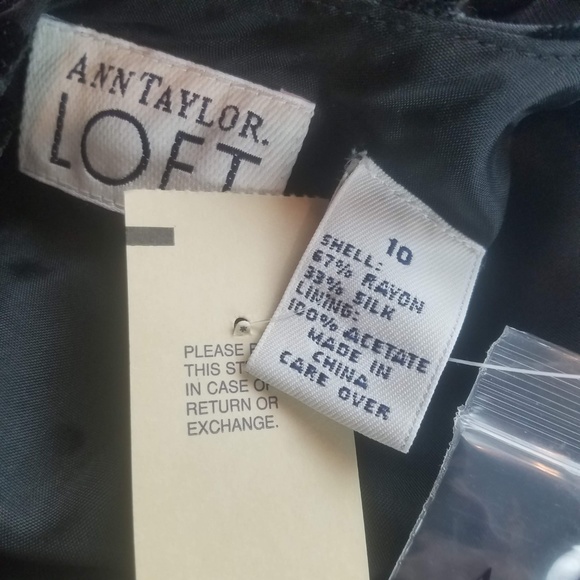 ANN TAYLOR.
LOFT
10
SHELL:
67% RAYON
33% SILK
LINING:
100% ACETATE
MADE IN
CHINA
CARE OVER
PLEASE
THIS
IN CASE OF
RETURN OR
EXCHANGE.